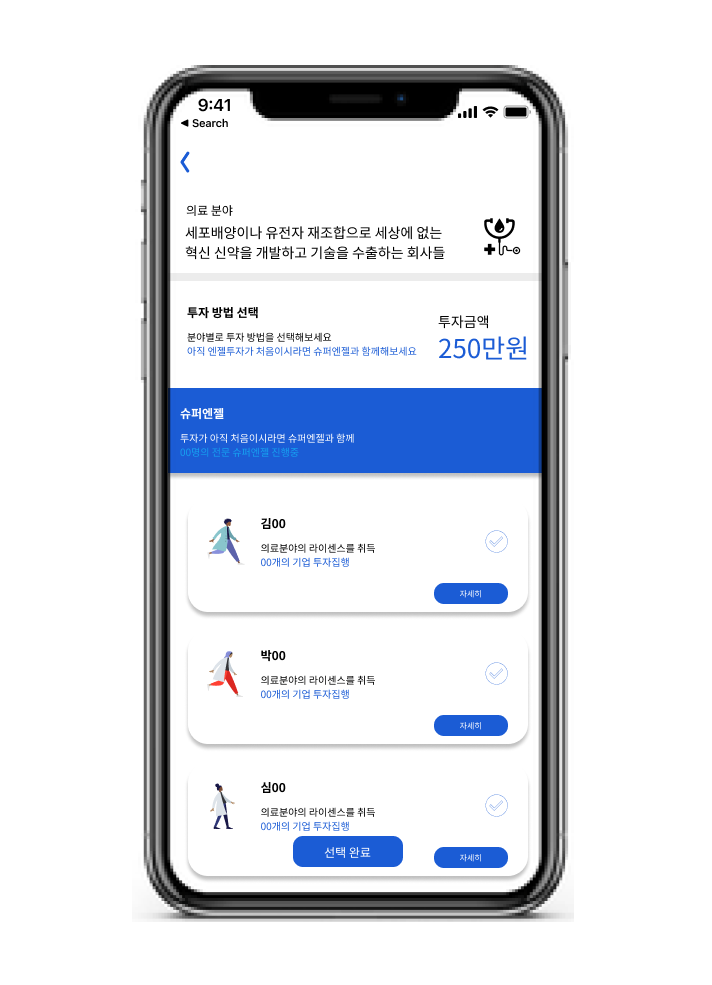 9:41
◀ Search
의료 분야
세포배양이나 유전자 재조합으로 세상에 없는
혁신 신약을 개발하고 기술을 수출하는 회사들
투자 방법 선택
분야별로 투자 방법을 선택해보세요
아직 엔젤투자가 처음이시라면 슈퍼엔젤과 함께해보세요
투자금액
250만원
슈퍼엔젤
투자가 아직 처음이시라면 슈퍼엔젤과 함께
00명의 전문 슈퍼엔젤 진행중
김00
의료분야의 라이센스를 취득
00개의 기업 투자집행
자세히
박00
의료분야의 라이센스를 취득
00개의 기업 투자집행
자세히
심00
의료분야의 라이센스를 취득
00개의 기업 투자집행
선택 완료
자세히